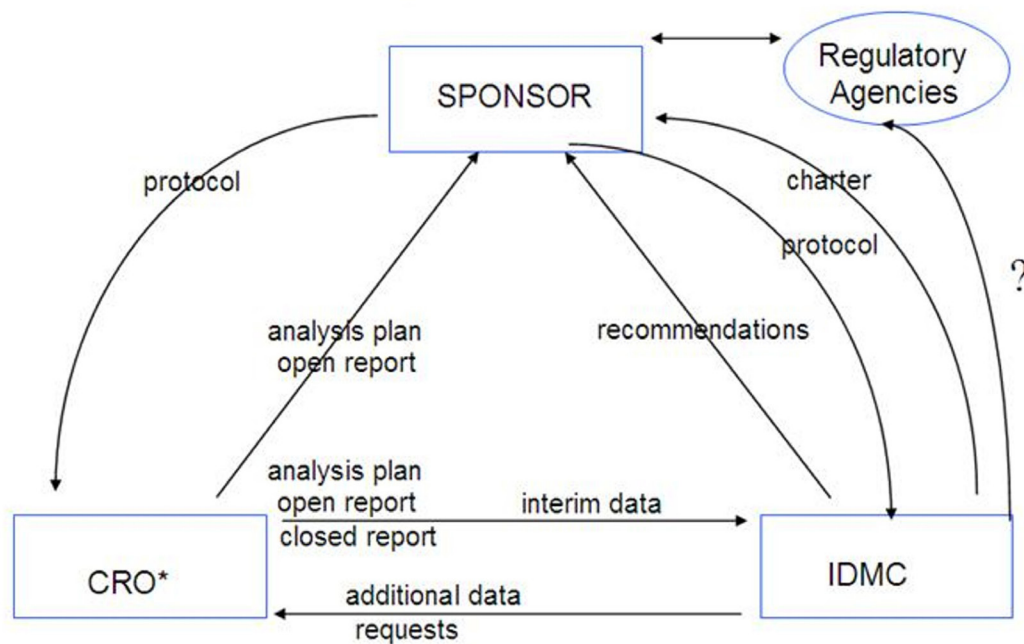 Regulatory
Agencies
SPONSOR
protocol
charter
protocol
?
analysis plan
open report
recommendations
analysis plan
open report
closed report
interim data
CRO*
IDMC
additional data
requests